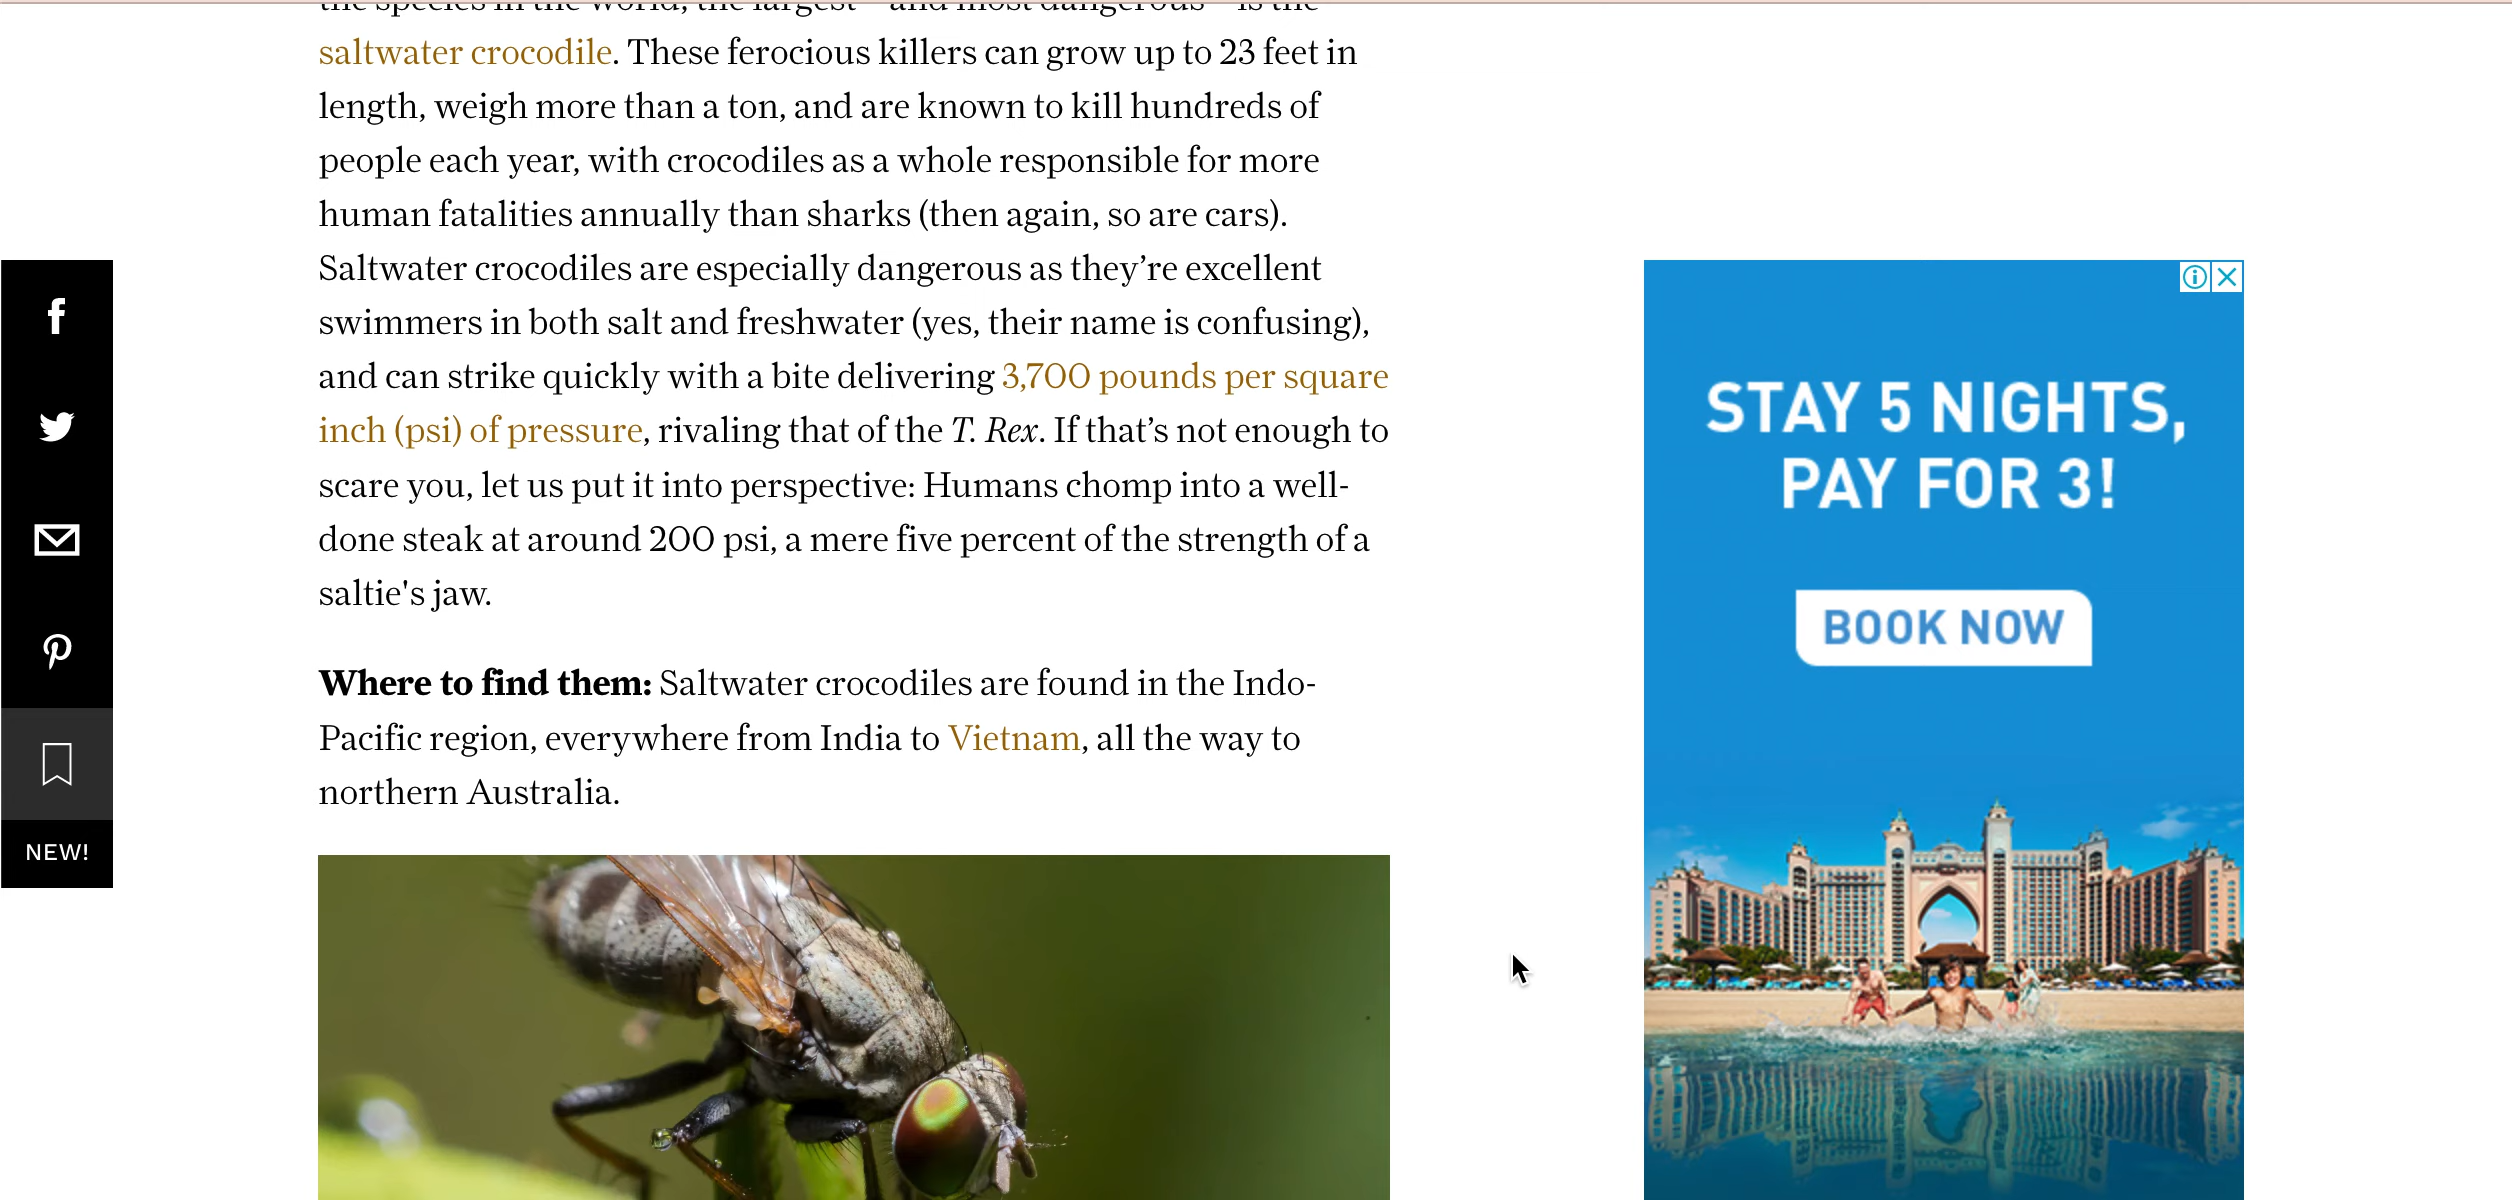 the species in the world, the largest—and most dangerous—is the
saltwater crocodile. These ferocious killers can grow up to 23 feet in
length, weigh more than a ton, and are known to kill hundreds of
people each year, with crocodiles as a whole responsible for more
human fatalities annually than sharks (then again, so are cars).
Saltwater crocodiles are especially dangerous as they’re excellent
swimmers in both salt and freshwater (yes, their name is confusing),
and can strike quickly with a bite delivering 3,700 pounds per square
inch (psi) of pressure, rivaling that of the T. Rex. If that’s not enough to
scare you, let us put it into perspective: Humans chomp into a well-
done steak at around 200 psi, a mere five percent of the strength of a
saltie's jaw.
Where to find them: Saltwater crocodiles are found in the Indo-
Pacific region, everywhere from India to Vietnam, all the way to
northern Australia.
NEW!
STAY 5 NIGHTS,
PAY FOR 3!
BOOK NOW